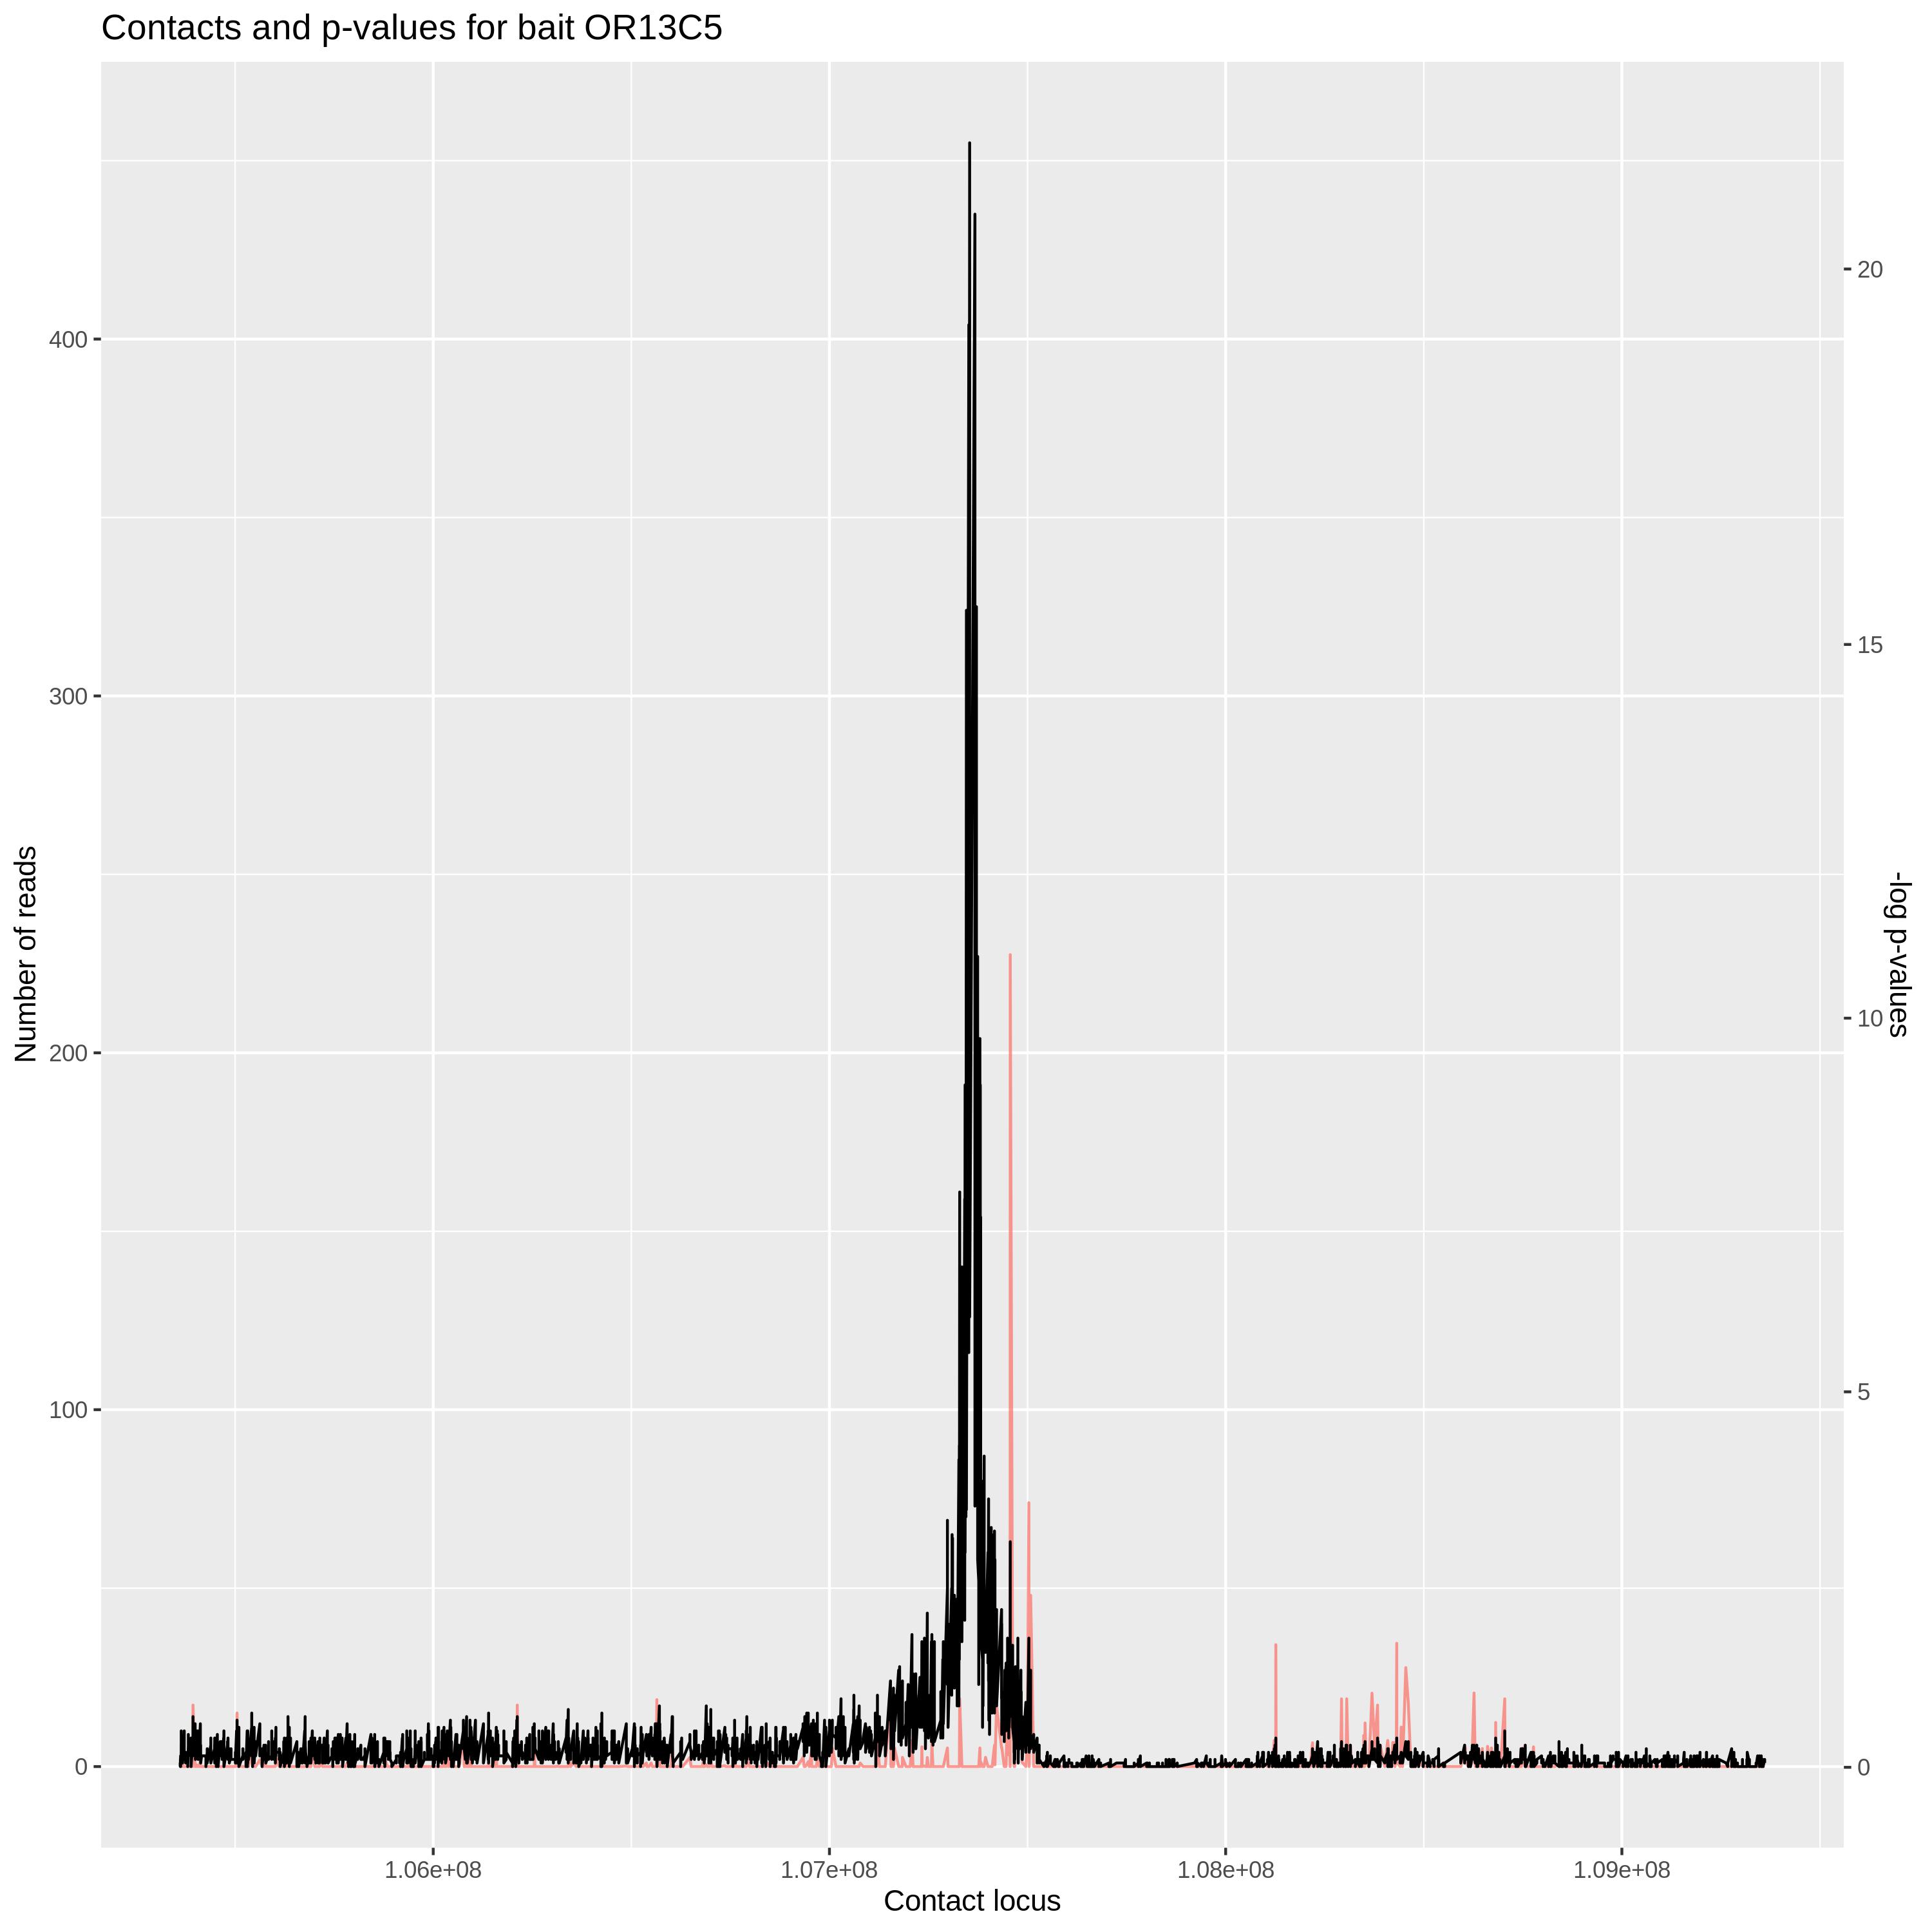 Contacts and p-values for bait OR13C5
Number of reads
400
300
200
100
0
20
15
10
5
0
-log p-values
1.06e+08
1.07e+08
1.08e+08
1.09e+08
Contact locus